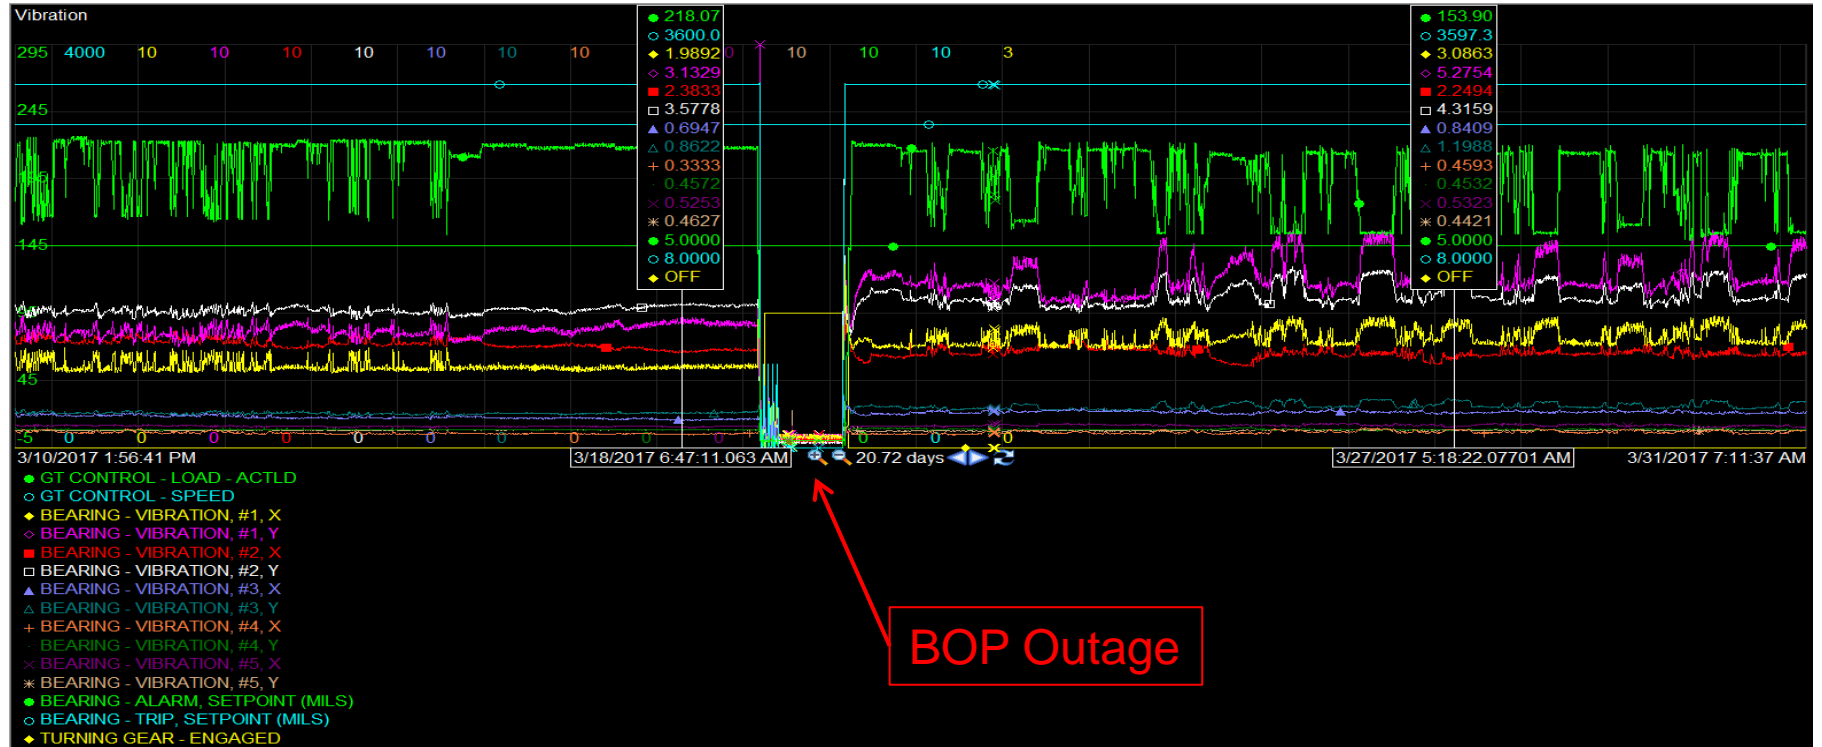 Vibration
295 4000 10 10 10 10 10 10 10 0 10 10 10 3
245
195
145
95
45
-5 0 0 0 0 0 0 0 0 0 0 0 0 0
218.07
3600.0
1.9892
3.1329
2.3833
3.5778
0.6947
0.8622
0.3333
0.4572
0.5253
0.4627
5.0000
8.0000
OFF
153.90
3597.3
3.0863
5.2754
2.2494
4.3159
0.8409
1.1988
0.4593
0.4532
0.5323
0.4421
5.0000
8.0000
OFF
3/10/2017 1:56:41 PM 3/18/2017 6:47:11.063 AM 20.72 days 3/27/2017 5:18:22.07701 AM 3/31/2017 7:11:37 AM
GT CONTROL - LOAD - ACTLD
GT CONTROL - SPEED
BEARING - VIBRATION, #1, X
BEARING - VIBRATION, #1, Y
BEARING - VIBRATION, #2, X
BEARING - VIBRATION, #2, Y
BEARING - VIBRATION, #3, X
BEARING - VIBRATION, #3, Y
BEARING - VIBRATION, #4, X
BEARING - VIBRATION, #4, Y
BEARING - VIBRATION, #5, X
BEARING - VIBRATION, #5, Y
BEARING - ALARM, SETPOINT (MILS)
BEARING - TRIP, SETPOINT (MILS)
TURNING GEAR - ENGAGED
BOP Outage